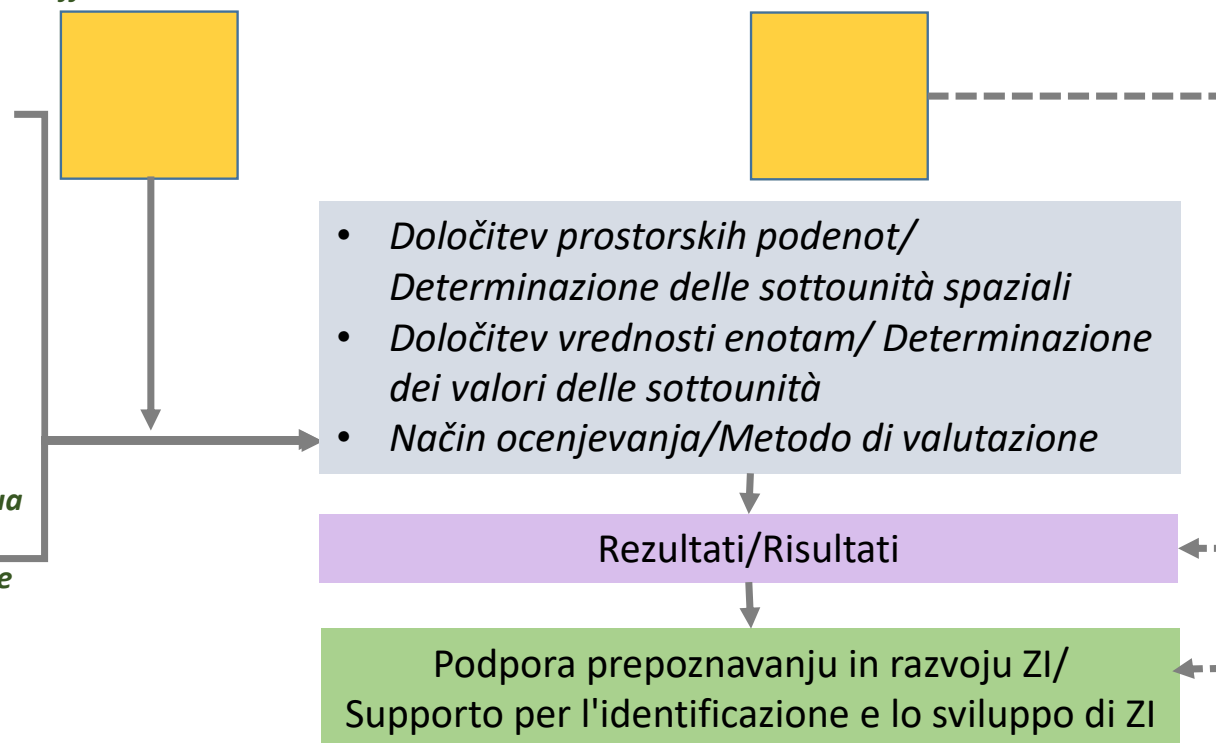 • Določitev prostorskih podenot/
Determinazione delle sottounità spaziali
• Določitev vrednosti enotam/ Determinazione
dei valori delle sottounità
• Način ocenjevanja/Metodo di valutazione
Rezultati/Risultati
Podpora prepoznavanju in razvoju ZI/
Supporto per l'identificazione e lo sviluppo di ZI